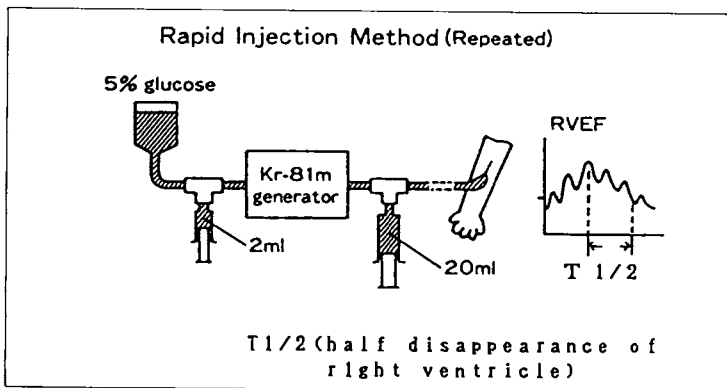 Rapid Injection Method (Repeated)
5% glucose
RVEF
Kr-81m
generator
2ml
20ml
T 1/2
T1/2(half disappearance of
right ventricle)